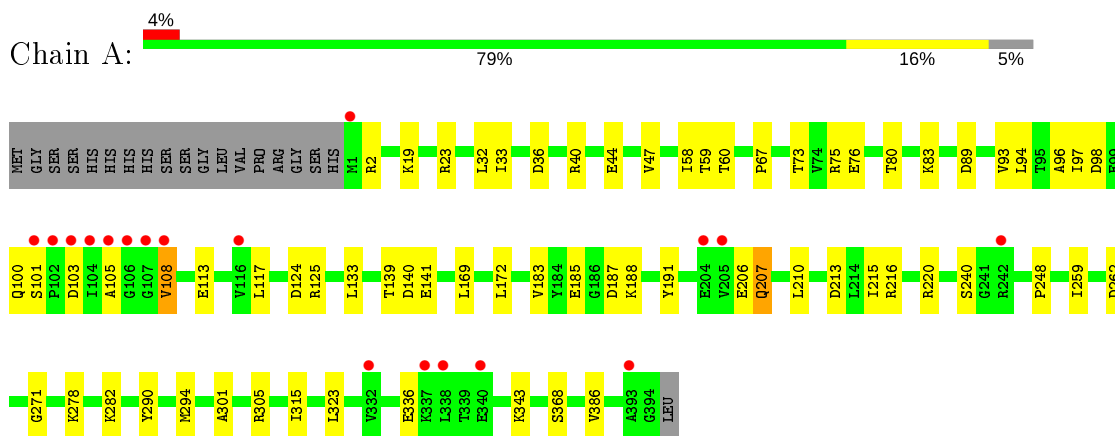 4%
Chain A:
79% 16% 5%
MET GLY SER SER HIS HIS HIS HIS HIS HIS SER SER GLY LEU VAL PRO ARG GLY SER HIS M1 R2 K19 R23 L32 I33 D36 R40 E44 V47 I58 T59 T60 P67 T73 V74 R75 E76 T80 K83 D89 V93 L94 T95 A96 I97 D98 E99
Q100 S101 P102 D103 I104 A105 G106 G107 V108 E113 V116 L117 D124 R125 L133 T139 D140 E141 L169 L172 V183 Y184 E185 G186 D187 K188 Y191 E204 V205 E206 Q207 L210 D213 L214 I215 R216 R220 S240 G241 R242 P248 I259 D262
G271 K278 K282 Y290 M294 A301 R305 I315 L323 V332 E336 K337 L338 T339 E340 K343 S368 V386 A393 G394 LEU